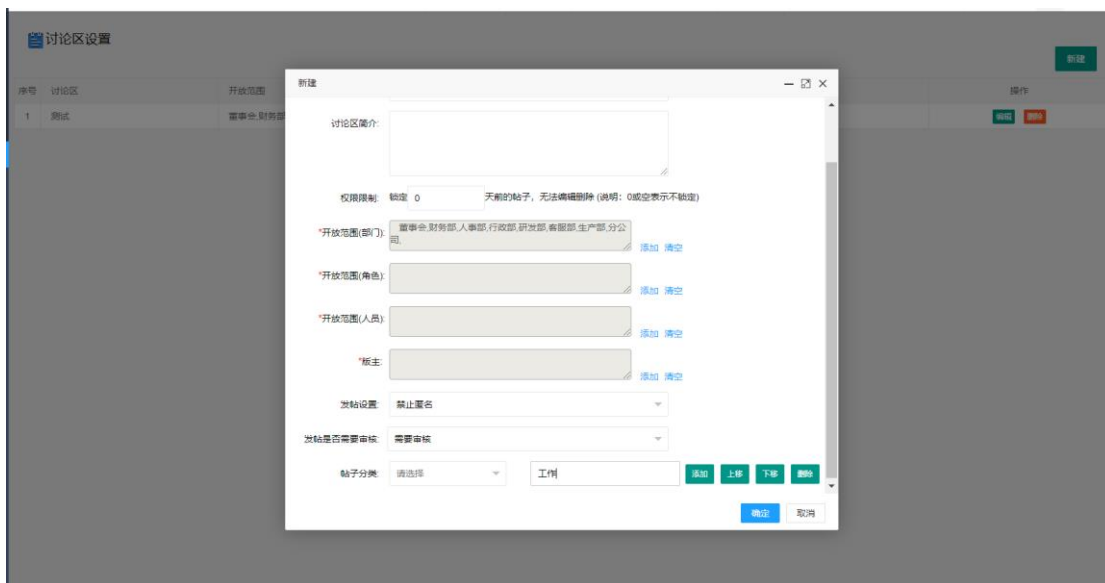 讨论区设置
新建
序号 讨论区 开放范围 操作
1 测试 董事会,财务部 编辑 删除
新建
讨论区简介:
权限限制: 锁定 0 天前的帖子，无法编辑删除 (说明：0或空表示不锁定)
*开放范围(部门): 董事会,财务部,人事部,行政部,研发部,客服部,生产部,分公
司, 添加 清空
*开放范围(角色): 添加 清空
*开放范围(人员): 添加 清空
*版主: 添加 清空
发帖设置: 禁止匿名
发帖是否需要审核: 需要审核
帖子分类: 请选择 工作 添加 上移 下移 删除
确定 取消